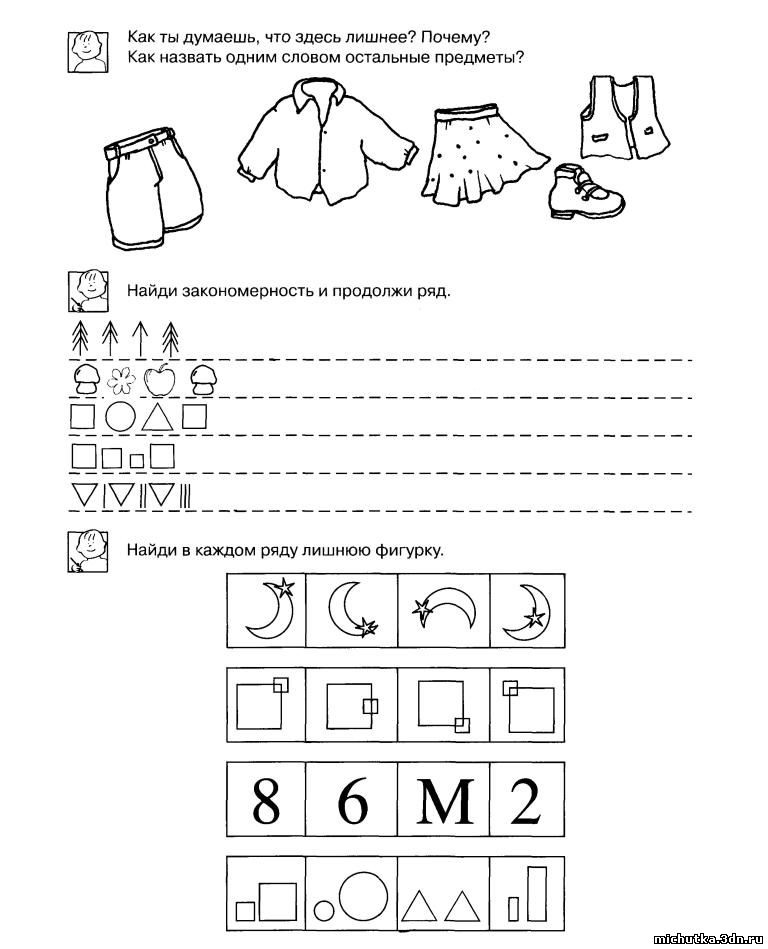 Как ты думаешь, что здесь лишнее? Почему?
Как назвать одним словом остальные предметы?
Найди закономерность и продолжи ряд.
Найди в каждом ряду лишнюю фигурку.
8 6 М 2
michutka.3dn.ru